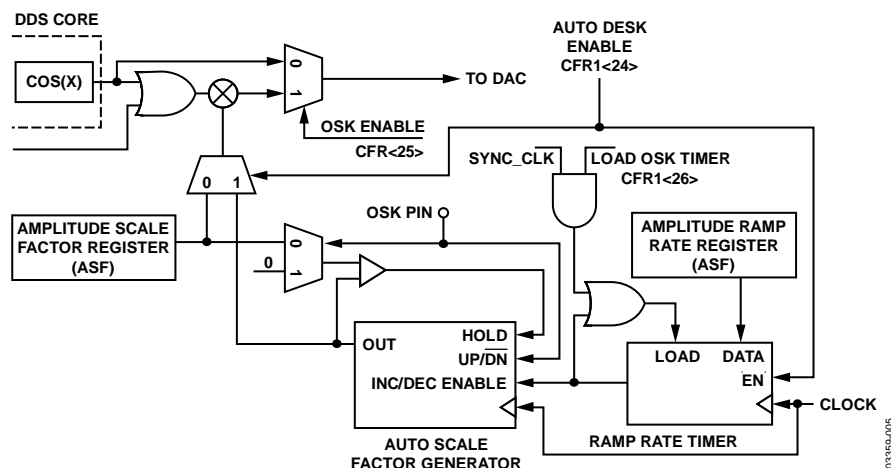 DDS CORE
COS(X)
0
1
TO DAC
OSK ENABLE
CFR<25>
AUTO DESK
ENABLE
CFR1<24>
SYNC_CLK
LOAD OSK TIMER
CFR1<26>
0 1
OSK PIN
AMPLITUDE SCALE
FACTOR REGISTER
(ASF)
0
0
1
AMPLITUDE RAMP
RATE REGISTER
(ASF)
OUT
HOLD
UP/DN
INC/DEC ENABLE
LOAD DATA
EN
CLOCK
RAMP RATE TIMER
AUTO SCALE
FACTOR GENERATOR
03259-005